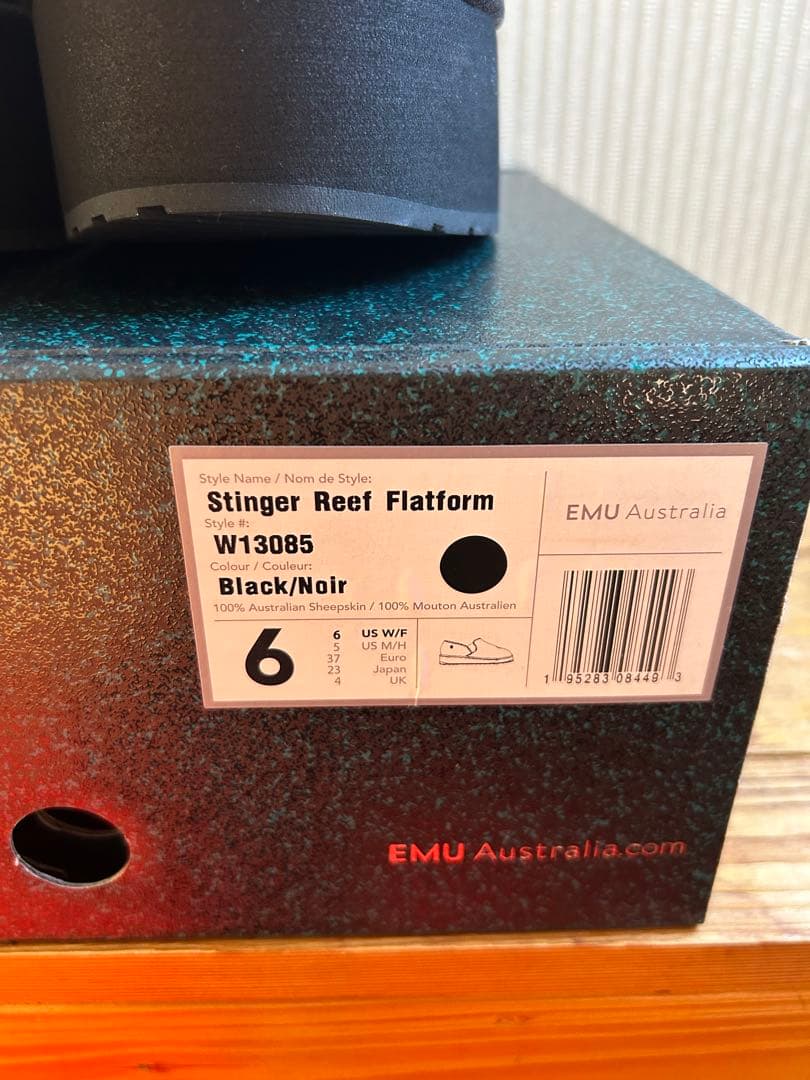 Style Name / Nom de Style:
Stinger Reef Flatform
Style #:
W13085
Colour / Couleur:
Black/Noir
100% Australian Sheepskin / 100% Mouton Australien
6
6 US W/F
5 US M/H
37 Euro
23 Japan
4 UK
EMU Australia
1 95283 08449 3
EMU Australia.com